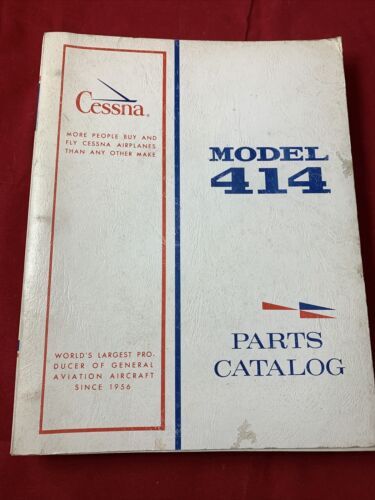 Cessna®
MORE PEOPLE BUY AND
FLY CESSNA AIRPLANES
THAN ANY OTHER MAKE
MODEL
414
PARTS
CATALOG
WORLD'S LARGEST PRO-
DUCER OF GENERAL
AVIATION AIRCRAFT
SINCE 1956